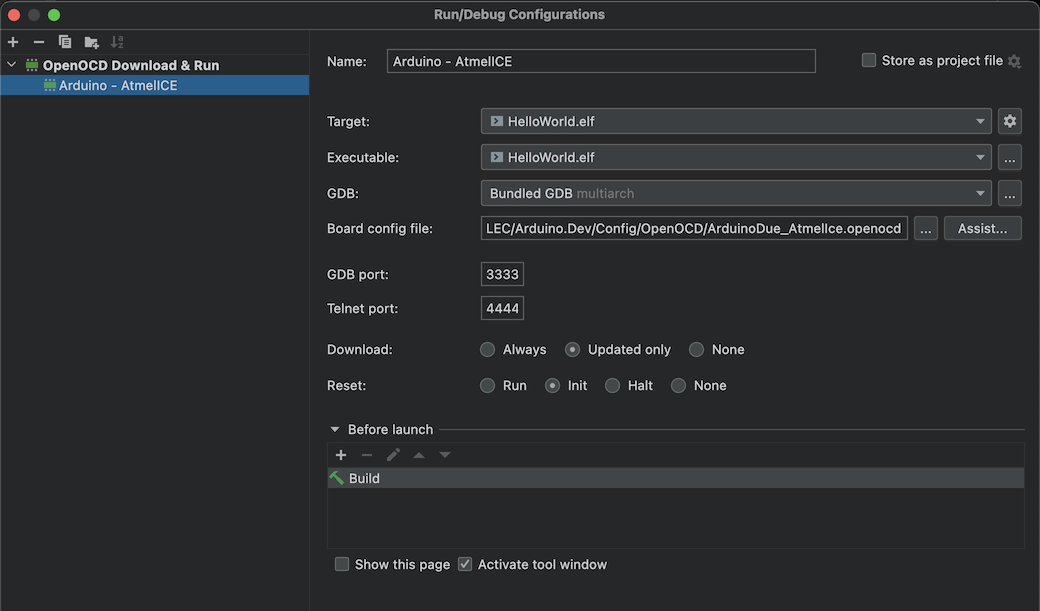 Run/Debug Configurations
OpenOCD Download & Run
Arduino - AtmelICE
Name: Arduino - AtmelICE Store as project file
Target: HelloWorld.elf
Executable: HelloWorld.elf ...
GDB: Bundled GDB multiarch ...
Board config file: LEC/Arduino.Dev/Config/OpenOCD/ArduinoDue_AtmelIce.openocd ... Assist...
GDB port: 3333
Telnet port: 4444
Download: Always Updated only None
Reset: Run Init Halt None
Before launch
Build
Show this page Activate tool window